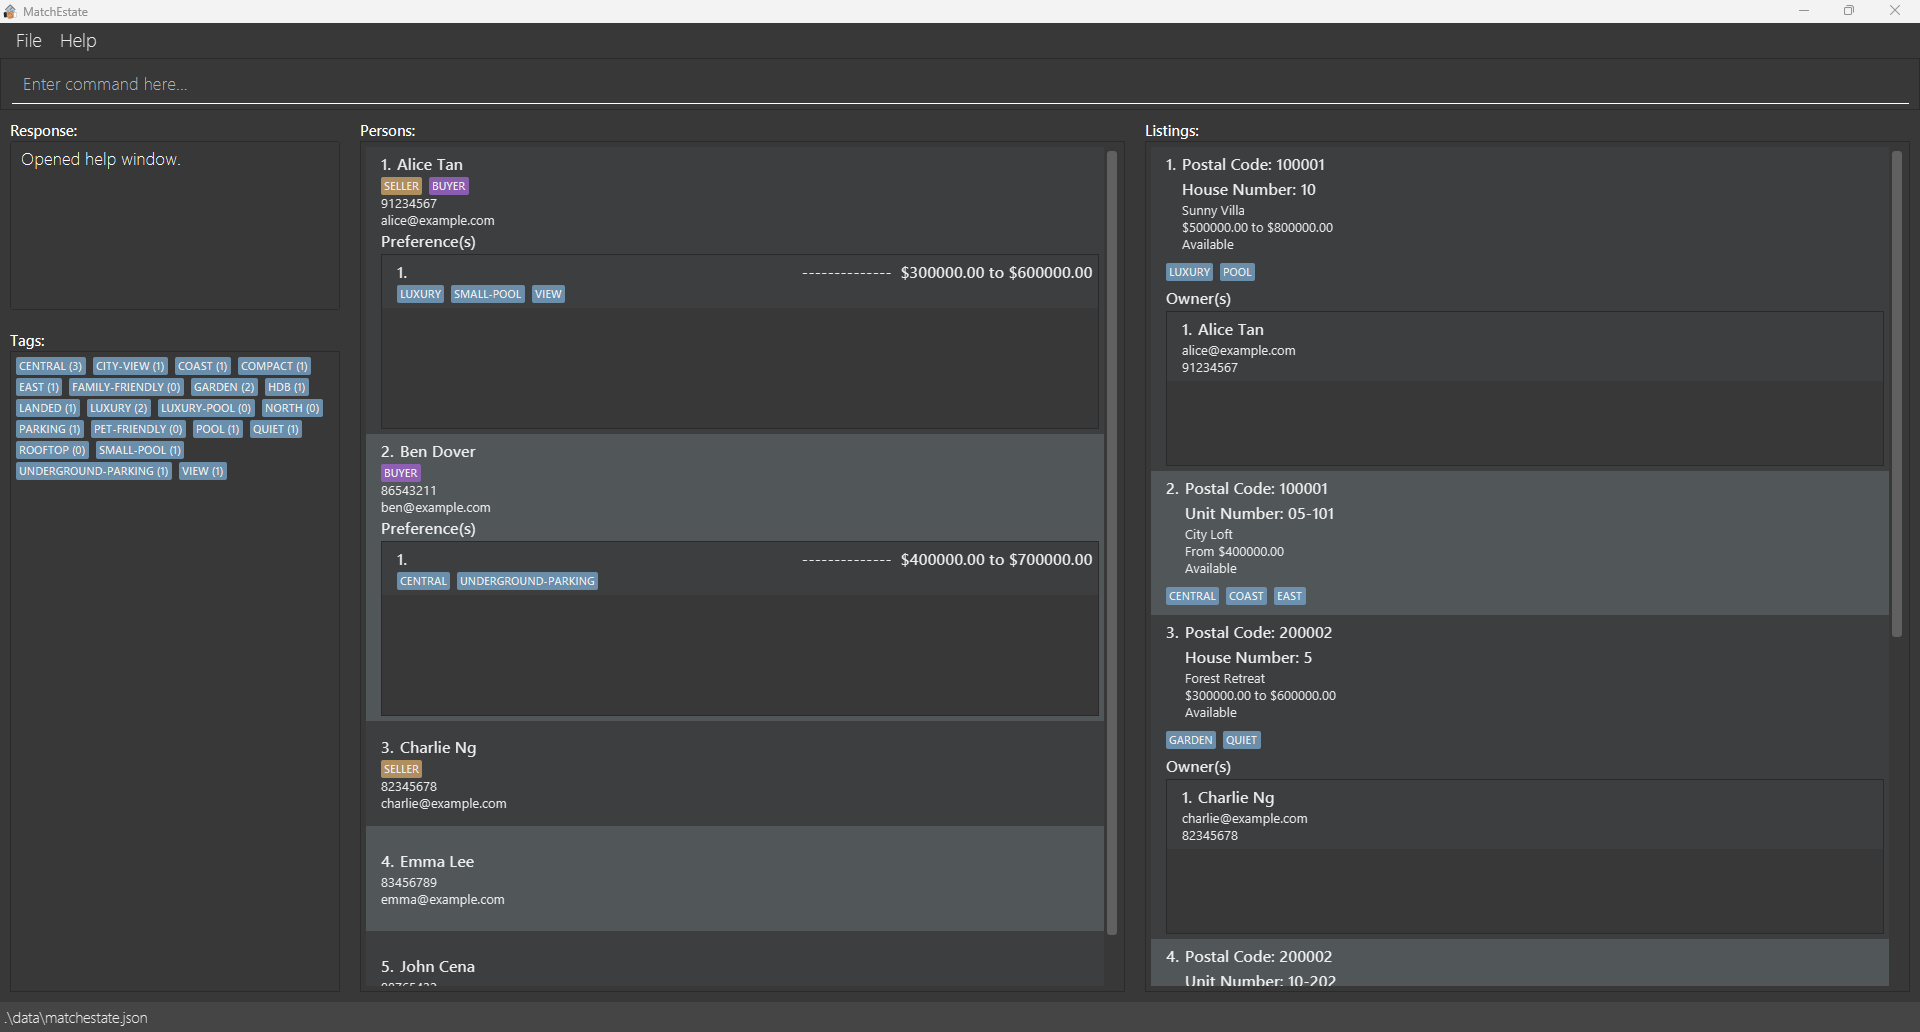 MatchEstate
File Help
Enter command here...
Response:
Opened help window.
Tags:
CENTRAL (3) CITY-VIEW (1) COAST (1) COMPACT (1)
EAST (1) FAMILY-FRIENDLY (0) GARDEN (2) HDB (1)
LANDED (1) LUXURY (2) LUXURY-POOL (0) NORTH (0)
PARKING (1) PET-FRIENDLY (0) POOL (1) QUIET (1)
ROOFTOP (0) SMALL-POOL (1)
UNDERGROUND-PARKING (1) VIEW (1)
Persons:
1. Alice Tan
SELLER BUYER
91234567
alice@example.com
Preference(s)
1. -------------- $300000.00 to $600000.00
LUXURY SMALL-POOL VIEW
2. Ben Dover
BUYER
86543211
ben@example.com
Preference(s)
1. -------------- $400000.00 to $700000.00
CENTRAL UNDERGROUND-PARKING
3. Charlie Ng
SELLER
82345678
charlie@example.com
4. Emma Lee
83456789
emma@example.com
5. John Cena
Listings:
1. Postal Code: 100001
House Number: 10
Sunny Villa
$500000.00 to $800000.00
Available
LUXURY POOL
Owner(s)
1. Alice Tan
alice@example.com
91234567
2. Postal Code: 100001
Unit Number: 05-101
City Loft
From $400000.00
Available
CENTRAL COAST EAST
3. Postal Code: 200002
House Number: 5
Forest Retreat
$300000.00 to $600000.00
Available
GARDEN QUIET
Owner(s)
1. Charlie Ng
charlie@example.com
82345678
4. Postal Code: 200002
Unit Number: 10-202
.\data\matchestate.json